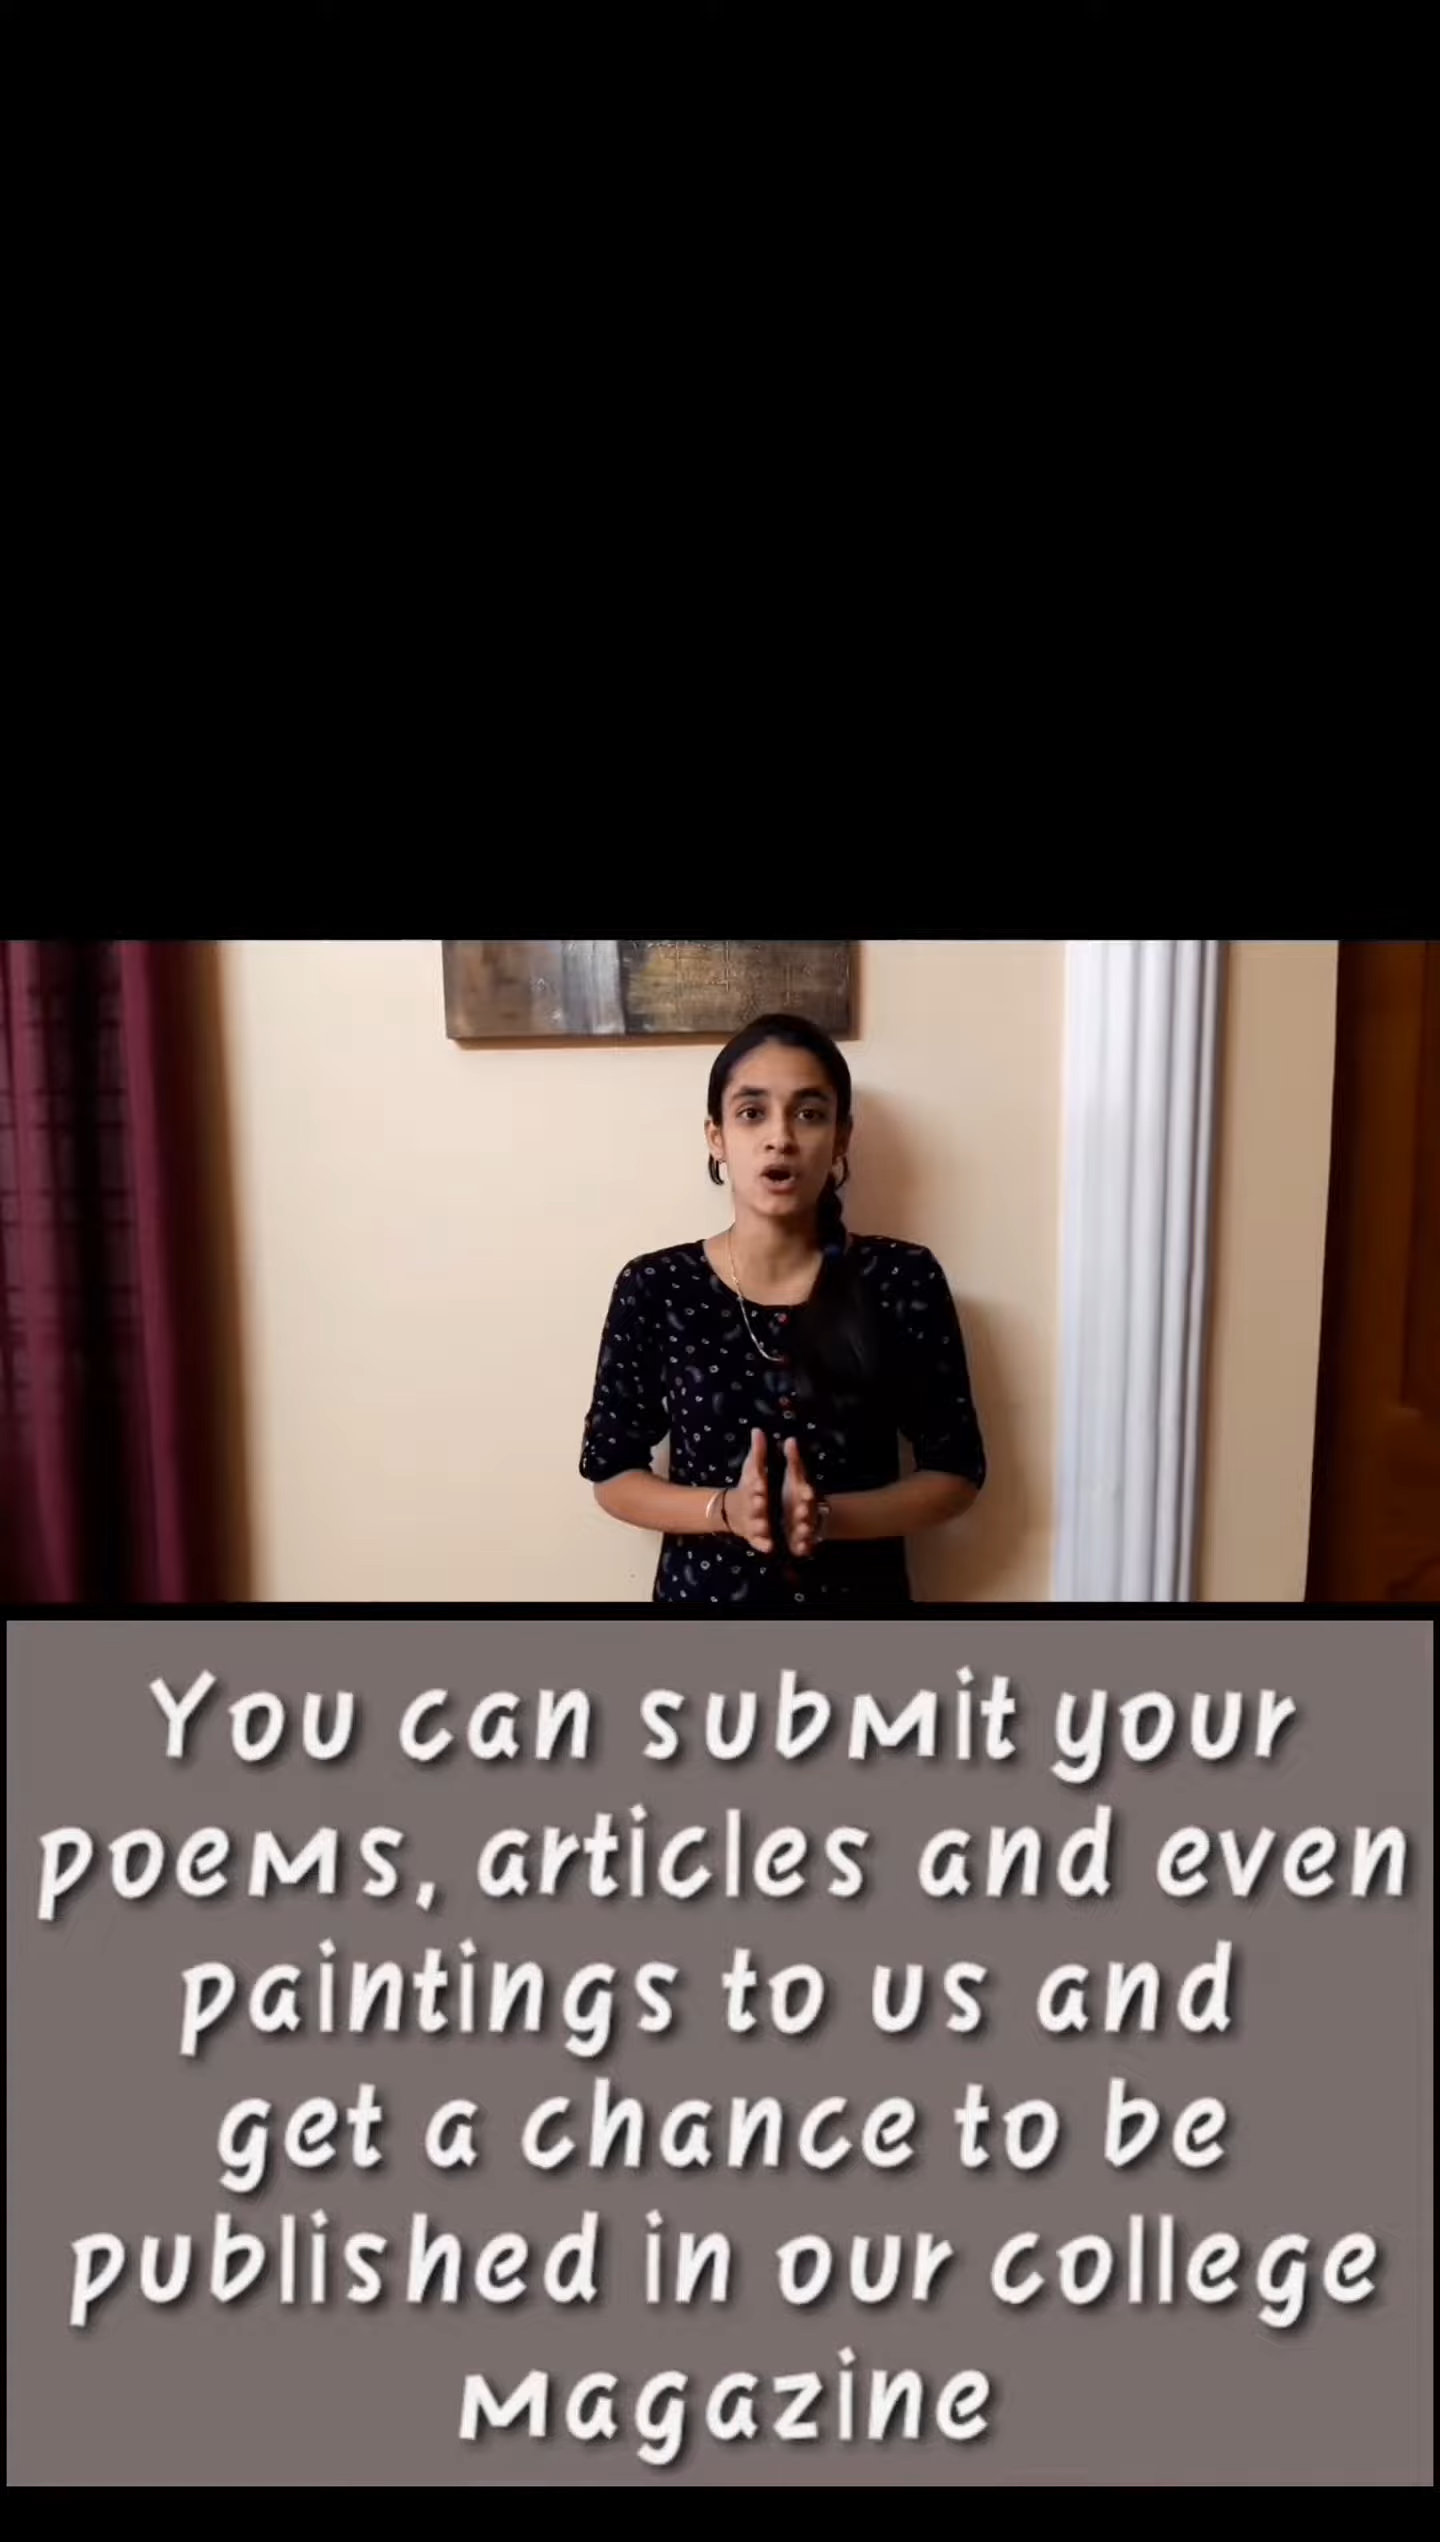 You can submit your
poems, articles and even
paintings to us and
get a chance to be
published in our college
magazine